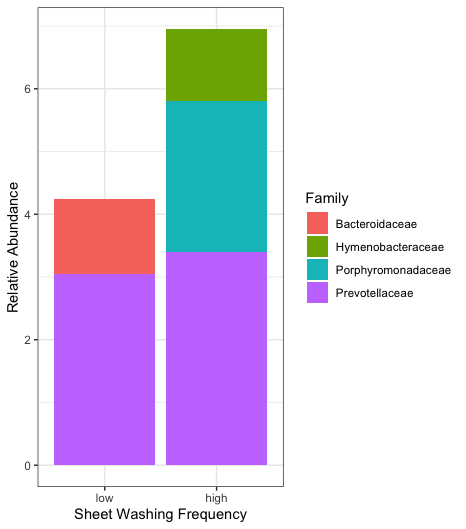 Relative Abundance
6
4
2
0
low high
Sheet Washing Frequency
Family
Bacteroidaceae
Hymenobacteraceae
Porphyromonadaceae
Prevotellaceae